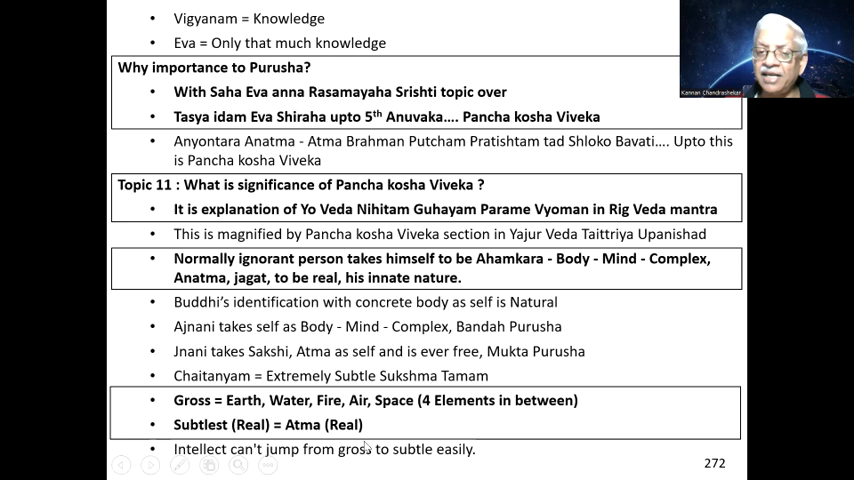 • Vigyanam = Knowledge
• Eva = Only that much knowledge
Why importance to Purusha?
• With Saha Eva anna Rasamayaha Srishti topic over
• Tasya idam Eva Shiraha upto 5th Anuvaka.... Pancha kosha Viveka
• Anyontara Anatma - Atma Brahman Putcham Pratishtam tad Shloko Bavati.... Upto this
is Pancha kosha Viveka
Topic 11 : What is significance of Pancha kosha Viveka ?
• It is explanation of Yo Veda Nihitam Guhayam Parame Vyoman in Rig Veda mantra
• This is magnified by Pancha kosha Viveka section in Yajur Veda Taittriya Upanishad
• Normally ignorant person takes himself to be Ahamkara - Body - Mind - Complex,
Anatma, jagat, to be real, his innate nature.
• Buddhi's identification with concrete body as self is Natural
• Ajnani takes self as Body - Mind - Complex, Bandah Purusha
• Jnani takes Sakshi, Atma as self and is ever free, Mukta Purusha
• Chaitanyam = Extremely Subtle Sukshma Tamam
• Gross = Earth, Water, Fire, Air, Space (4 Elements in between)
• Subtlest (Real) = Atma (Real)
• Intellect can't jump from gross to subtle easily.
272
Kannan Chandrashekar